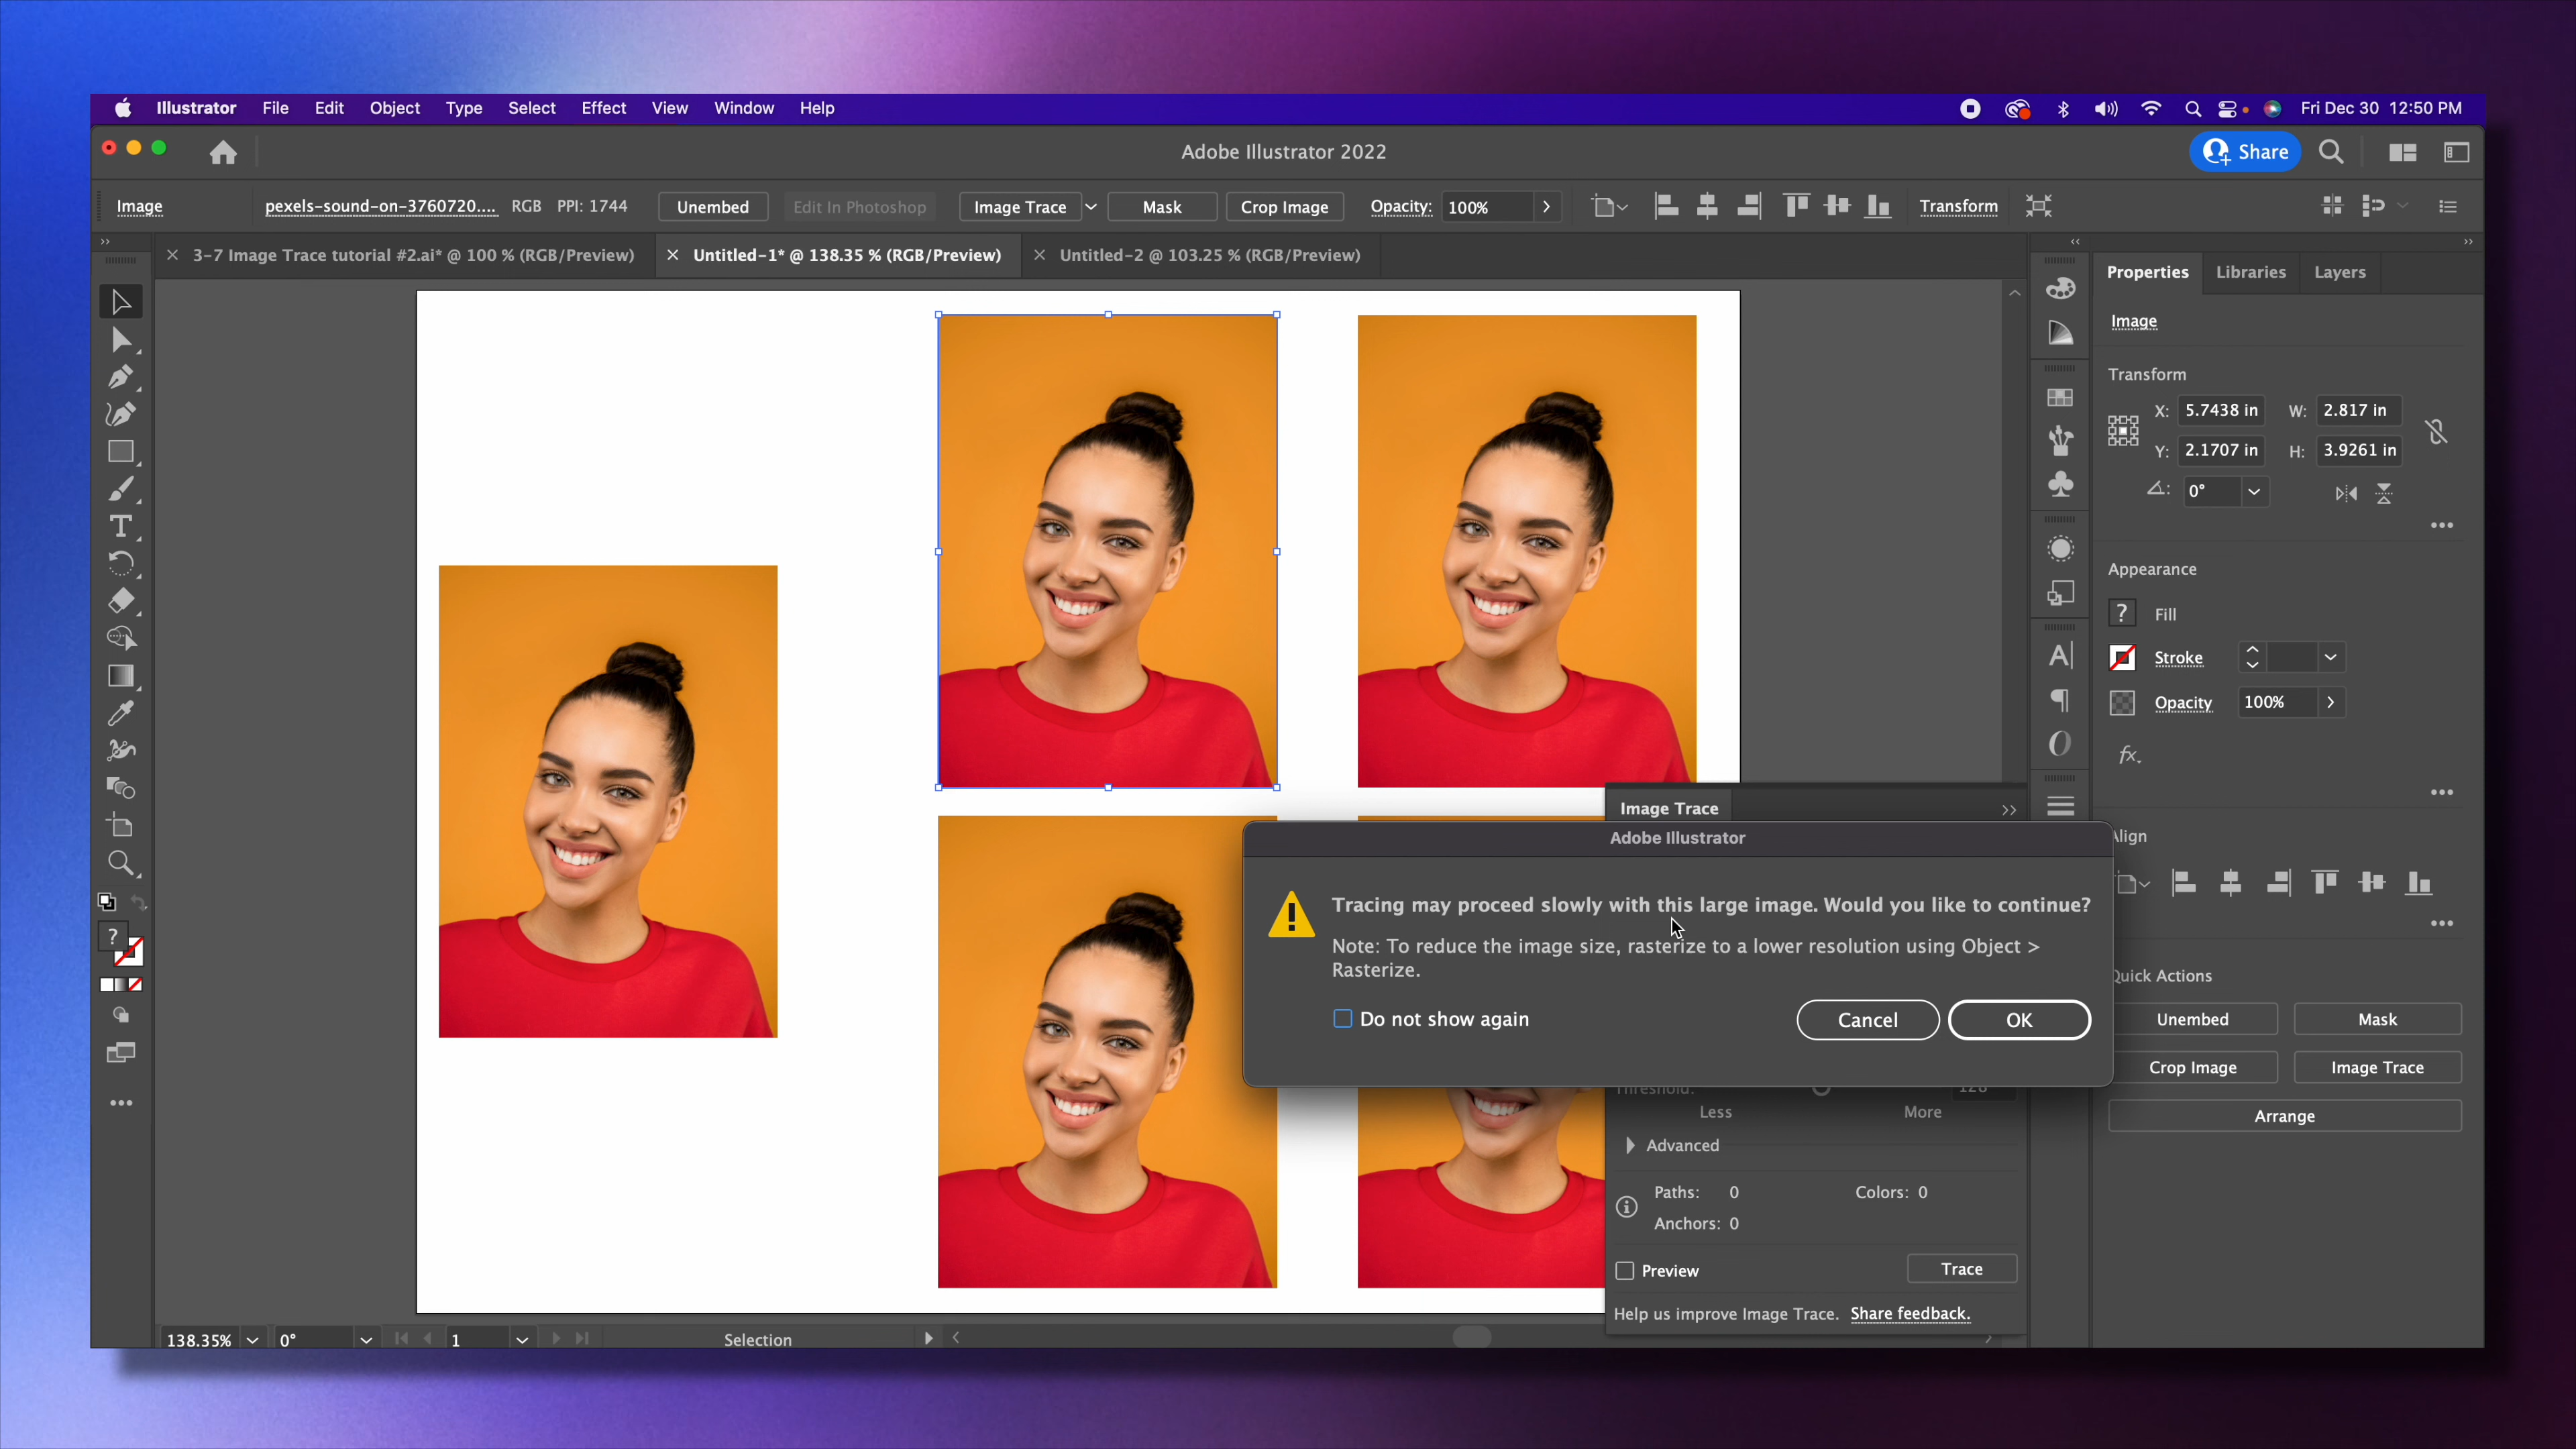 Illustrator File Edit Object Type Select Effect View Window Help Fri Dec 30 12:50 PM
Adobe Illustrator 2022
Share
Image pexels-sound-on-3760720.... RGB PPI: 1744 Unembed Edit In Photoshop Image Trace Mask Crop Image Opacity: 100% Transform
3-7 Image Trace tutorial #2.ai* @ 100 % (RGB/Preview) Untitled-1* @ 138.35 % (RGB/Preview) Untitled-2 @ 103.25 % (RGB/Preview)
Properties Libraries Layers
Image
Transform
X: 5.7438 in W: 2.817 in
Y: 2.1707 in H: 3.9261 in
0°
Appearance
? Fill
Stroke
Opacity 100%
fx.
Image Trace
Adobe Illustrator
Tracing may proceed slowly with this large image. Would you like to continue?
Note: To reduce the image size, rasterize to a lower resolution using Object >
Rasterize.
Do not show again Cancel OK
Align
Quick Actions
Unembed Mask
Crop Image Image Trace
Arrange
Threshold: 128
Less More
Advanced
Paths: 0 Colors: 0
Anchors: 0
Preview Trace
Help us improve Image Trace. Share feedback.
138.35% 0° 1 Selection